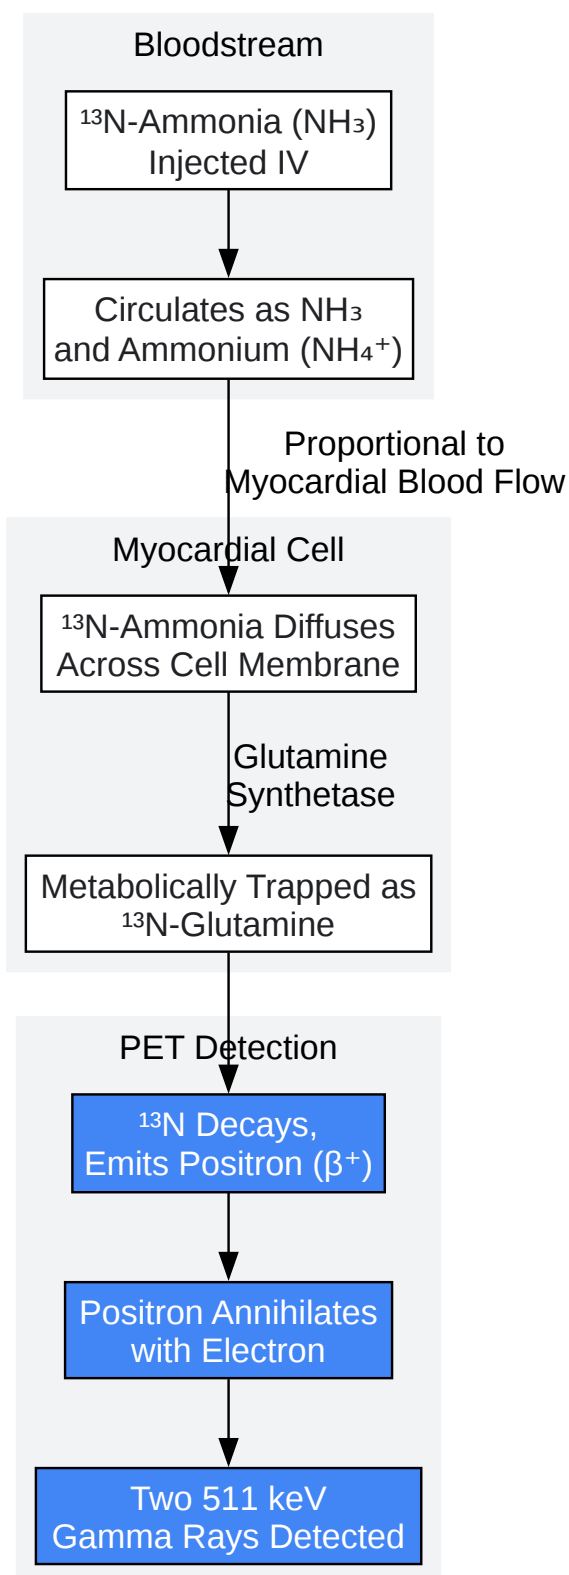 Bloodstream
¹³N-Ammonia (NH₃)
Injected IV
Circulates as NH₃
and Ammonium (NH₄⁺)
Proportional to
Myocardial Blood Flow
Myocardial Cell
¹³N-Ammonia Diffuses
Across Cell Membrane
Glutamine
Synthetase
Metabolically Trapped as
¹³N-Glutamine
PET Detection
¹³N Decays,
Emits Positron (β⁺)
Positron Annihilates
with Electron
Two 511 keV
Gamma Rays Detected